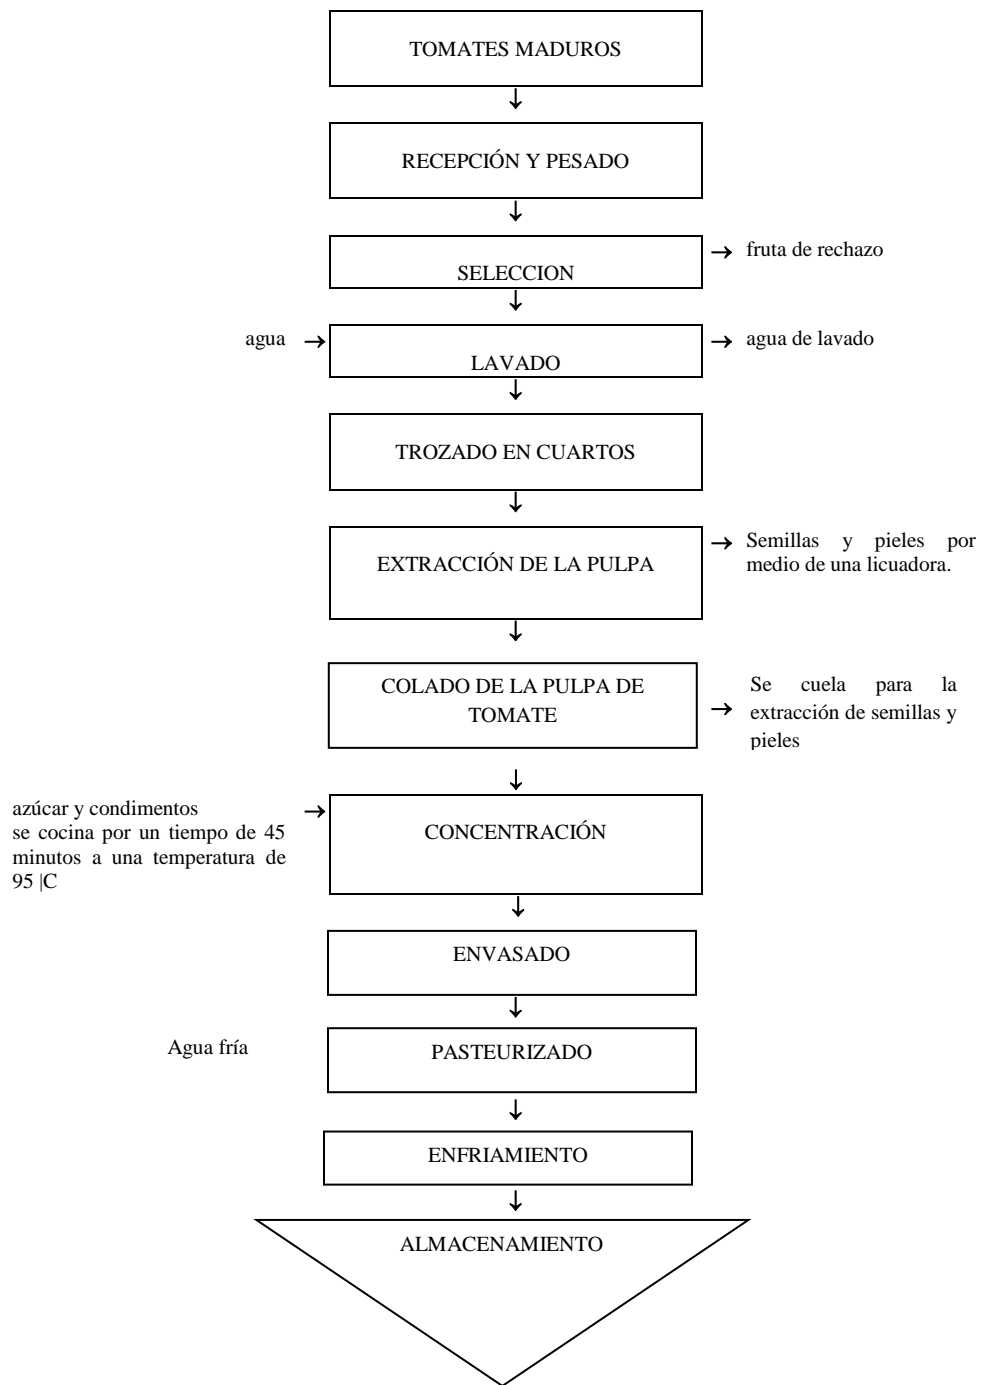 TOMATES MADUROS
RECEPCIÓN Y PESADO
SELECCION
fruta de rechazo
agua
LAVADO
agua de lavado
TROZADO EN CUARTOS
EXTRACCIÓN DE LA PULPA
Semillas y pieles por
medio de una licuadora.
COLADO DE LA PULPA DE
TOMATE
Se cuela para la
extracción de semillas y
pieles
azúcar y condimentos
se cocina por un tiempo de 45
minutos a una temperatura de
95 |C
CONCENTRACIÓN
ENVASADO
Agua fría
PASTEURIZADO
ENFRIAMIENTO
ALMACENAMIENTO